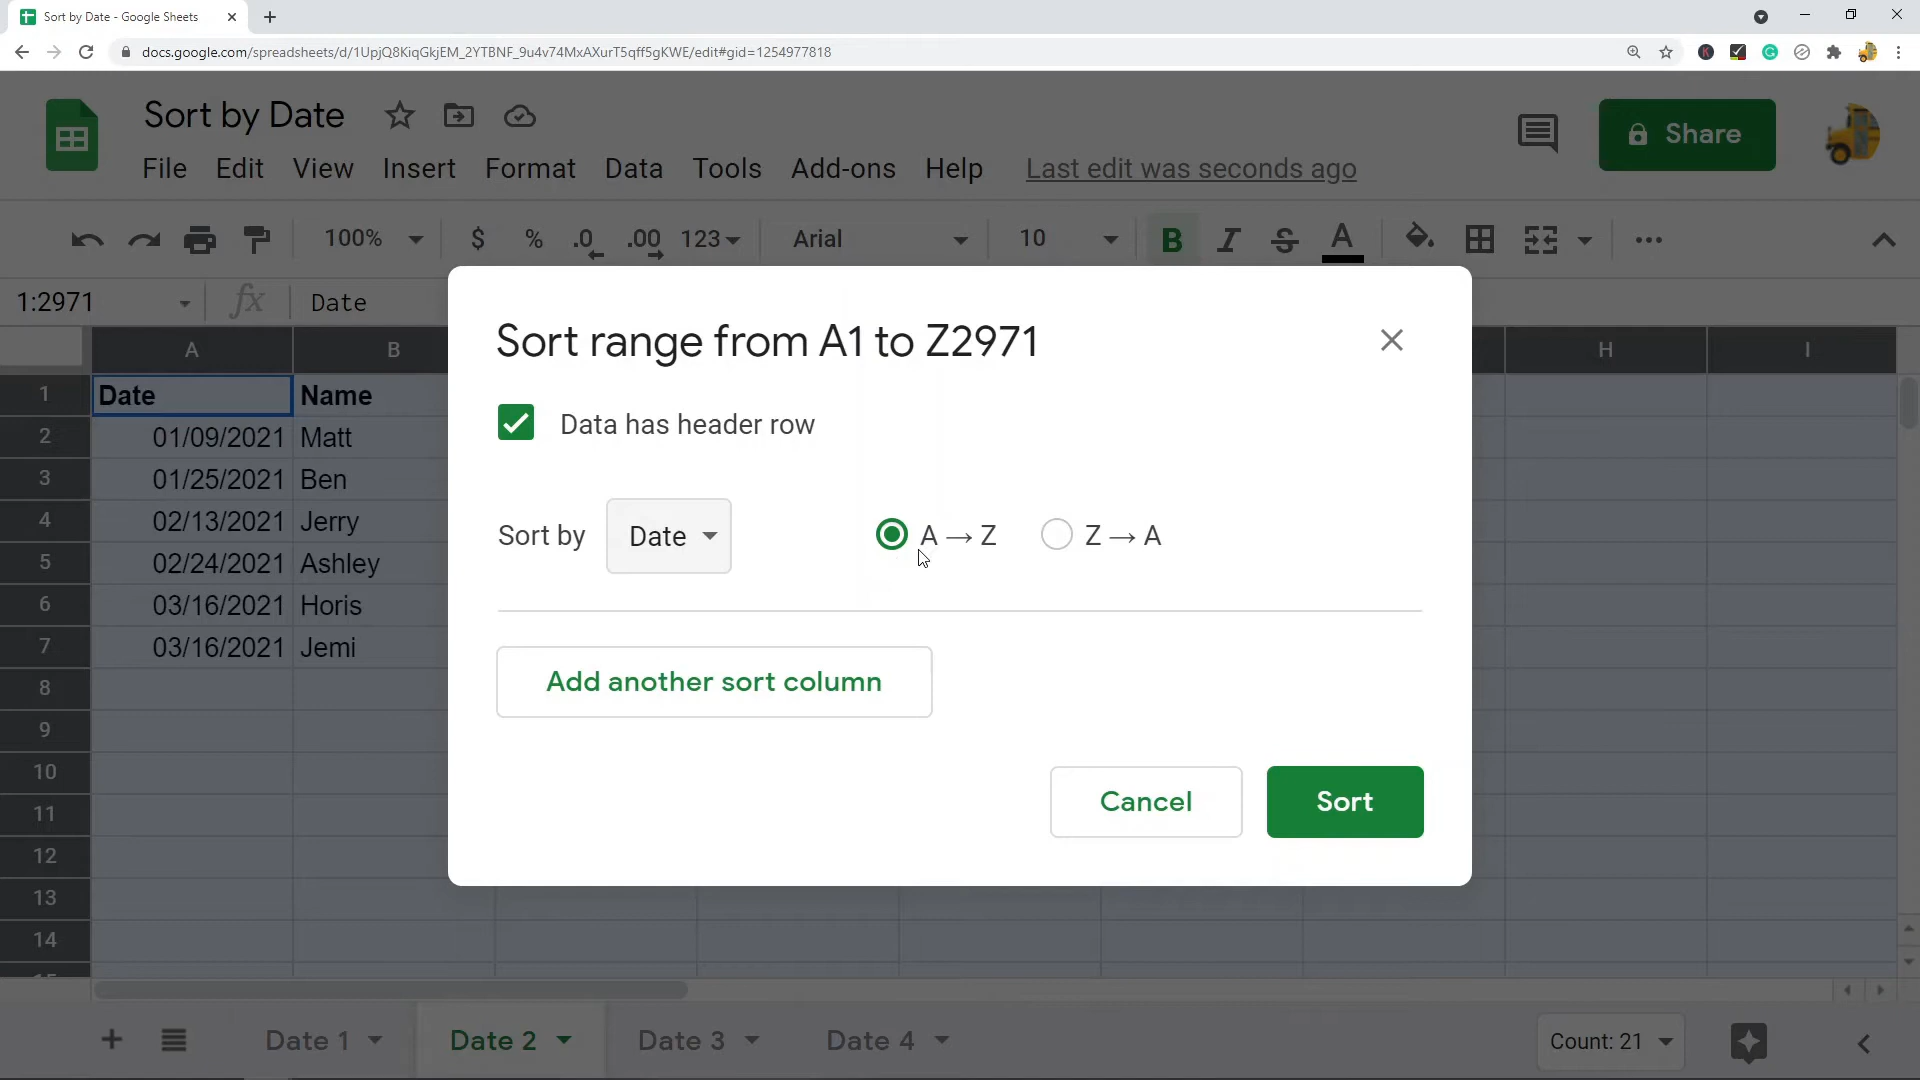 Sort by Date - Google Sheets
docs.google.com/spreadsheets/d/1UpjQ8KiqGkjEM_2YTBNF_9u4v74MxAXurT5qff5gKWE/edit#gid=1254977818
Sort by Date
Share
File Edit View Insert Format Data Tools Add-ons Help Last edit was seconds ago
100% $ % .0 .00 123 Arial 10 B I S A
1:2971 fx Date
A B H I
1 Date Name
2 01/09/2021 Matt
3 01/25/2021 Ben
4 02/13/2021 Jerry
5 02/24/2021 Ashley
6 03/16/2021 Horis
7 03/16/2021 Jemi
8
9
10
11
12
13
14
Sort range from A1 to Z2971
Data has header row
Sort by Date A → Z Z → A
Add another sort column
Cancel Sort
Date 1 Date 2 Date 3 Date 4 Count: 21